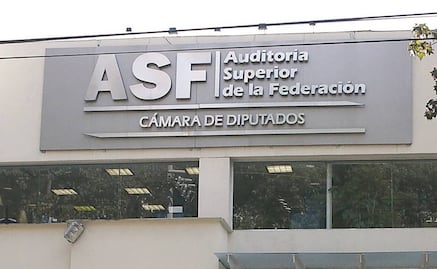 ASF
Auditoría
Superior
de la Federación
CÁMARA DE DIPUTADOS